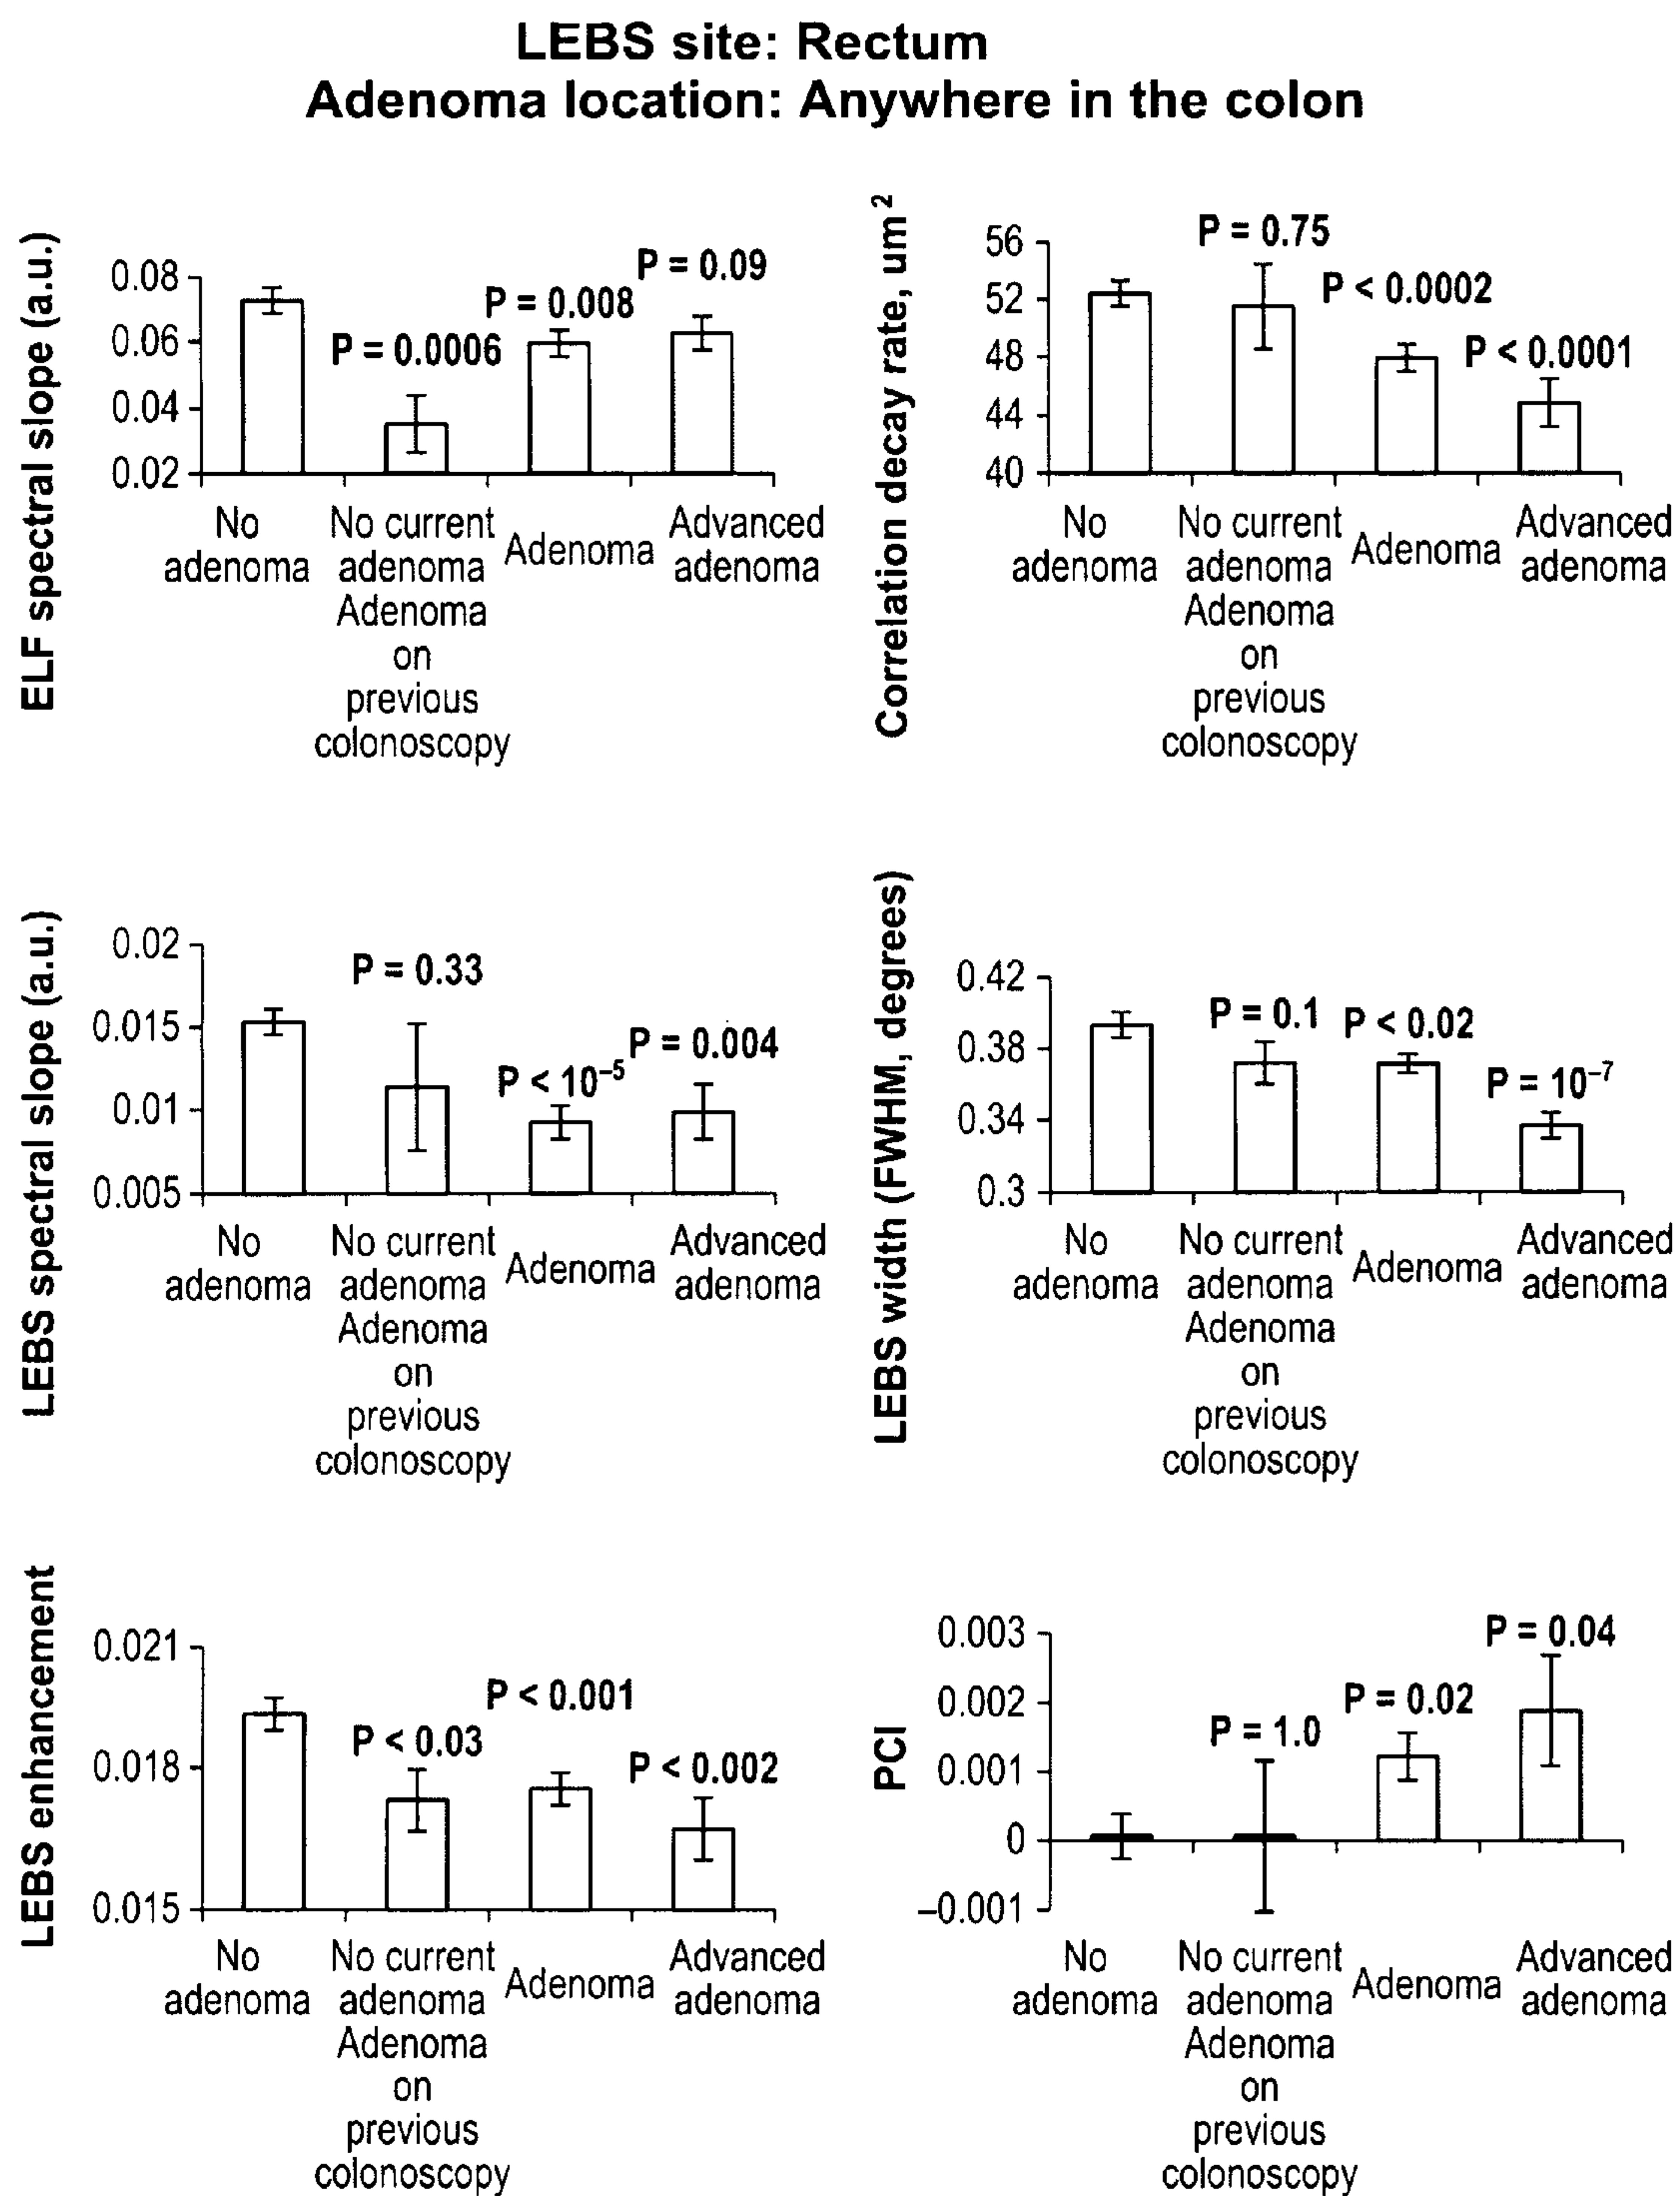 LEBS site: Rectum
Adenoma location: Anywhere in the colon
ELF spectral slope (a.u.)
0.08
0.06
0.04
0.02
P = 0.0006
P = 0.008
P = 0.09
No adenoma
No current adenoma
Adenoma
on
previous
colonoscopy
Adenoma
Advanced adenoma
Correlation decay rate, um²
56
52
48
44
40
P = 0.75
P < 0.0002
P < 0.0001
No adenoma
No current adenoma
Adenoma
on
previous
colonoscopy
Adenoma
Advanced adenoma
LEBS spectral slope (a.u.)
0.02
0.015
0.01
0.005
P = 0.33
P < 10⁻⁵
P = 0.004
No adenoma
No current adenoma
Adenoma
on
previous
colonoscopy
Adenoma
Advanced adenoma
LEBS width (FWHM, degrees)
0.42
0.38
0.34
0.3
P = 0.1
P < 0.02
P = 10⁻⁷
No adenoma
No current adenoma
Adenoma
on
previous
colonoscopy
Adenoma
Advanced adenoma
LEBS enhancement
0.021
0.018
0.015
P < 0.03
P < 0.001
P < 0.002
No adenoma
No current adenoma
Adenoma
on
previous
colonoscopy
Adenoma
Advanced adenoma
PCI
0.003
0.002
0.001
0
−0.001
P = 1.0
P = 0.02
P = 0.04
No adenoma
No current adenoma
Adenoma
on
previous
colonoscopy
Adenoma
Advanced adenoma